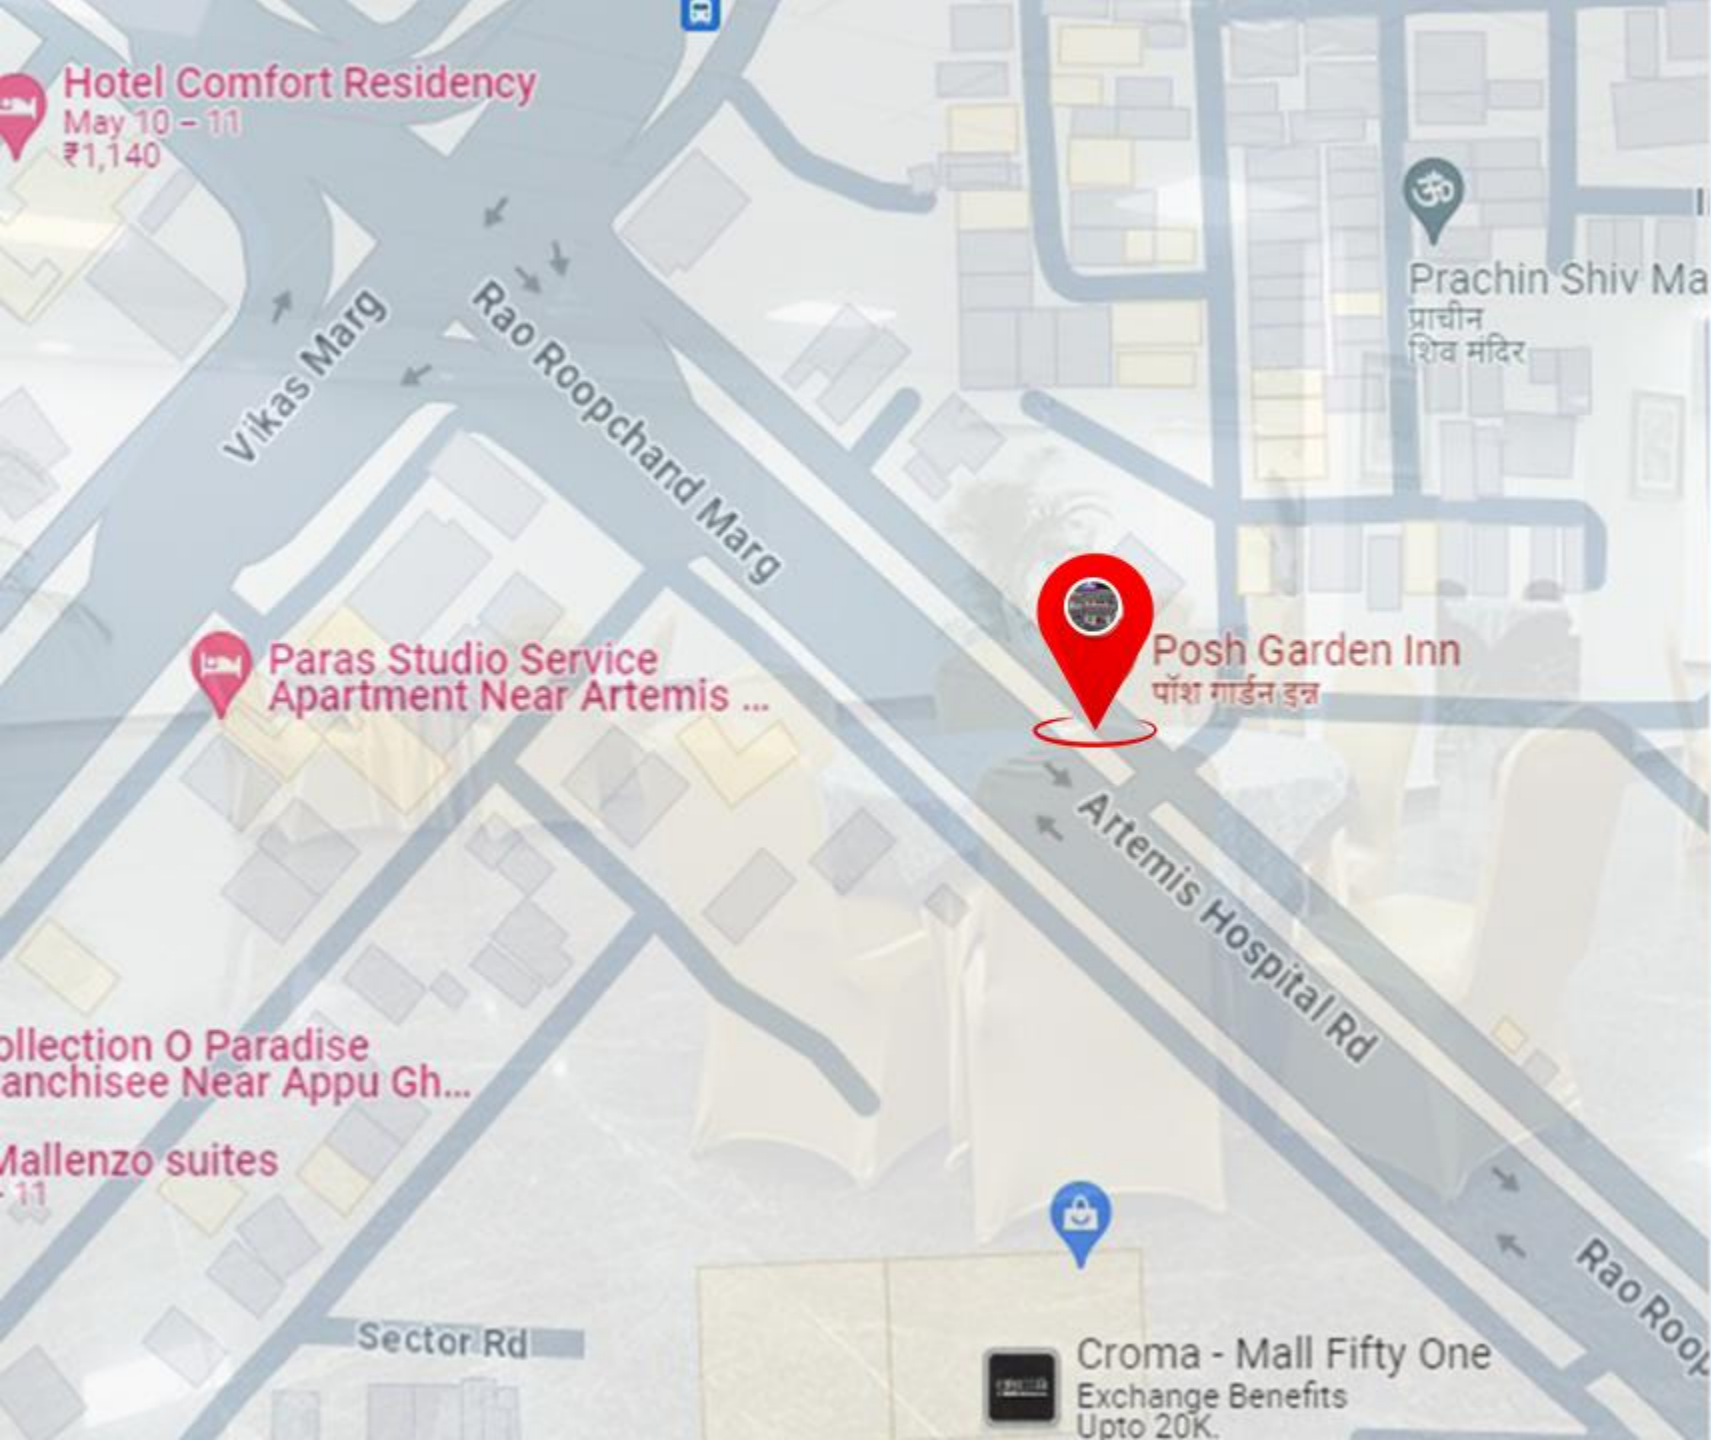 Hotel Comfort Residency
May 10 – 11
₹1,140
Prachin Shiv Ma
प्राचीन
शिव मंदिर
Vikas Marg
Rao Roopchand Marg
Posh Garden Inn
पॉश गार्डन इन्न
Paras Studio Service
Apartment Near Artemis ...
Artemis Hospital Rd
ollection O Paradise
anchisee Near Appu Gh...
Mallenzo suites
- 11
Rao Roop
Sector Rd
Croma - Mall Fifty One
Exchange Benefits
Upto 20K.